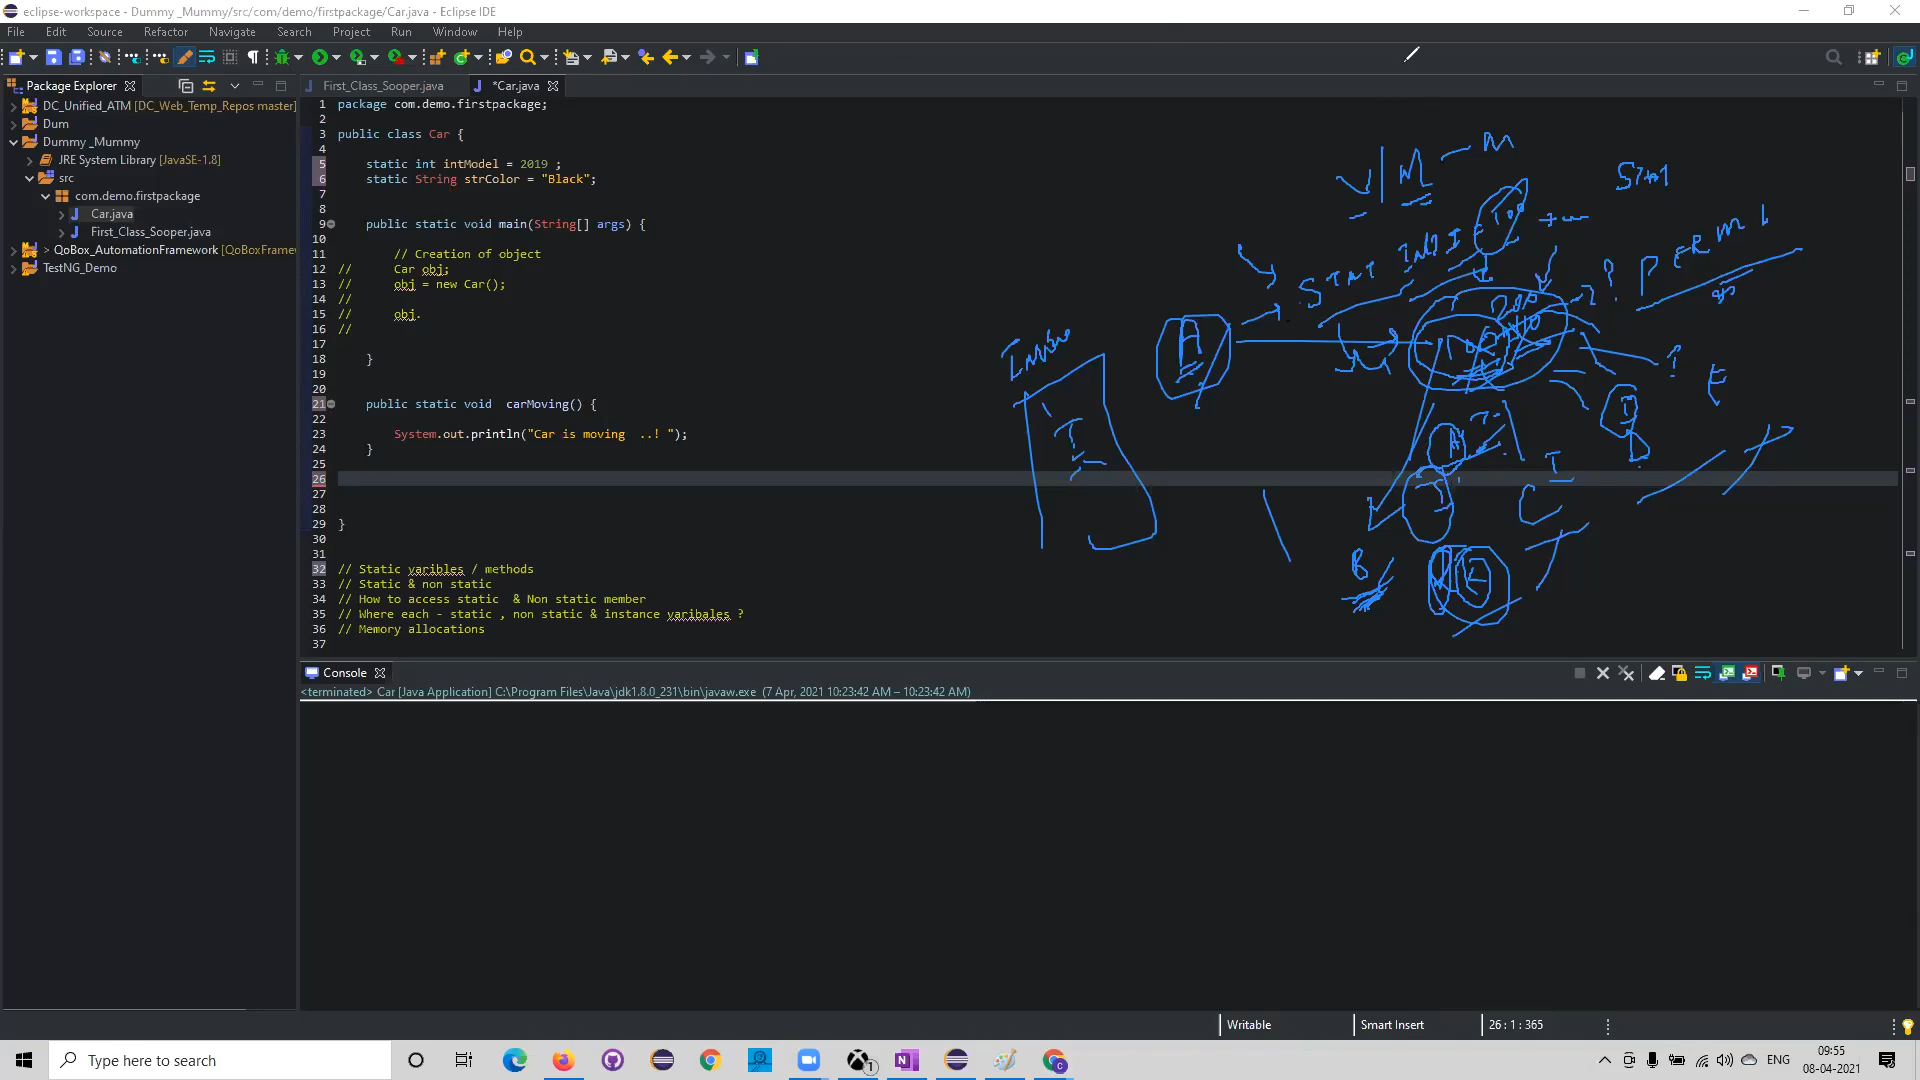 eclipse-workspace - Dummy _Mummy/src/com/demo/firstpackage/Car.java - Eclipse IDE
File Edit Source Refactor Navigate Search Project Run Window Help
Package Explorer
First_Class_Sooper.java
*Car.java
DC_Unified_ATM [DC_Web_Temp_Repos master]
Dum
Dummy _Mummy
JRE System Library [JavaSE-1.8]
src
com.demo.firstpackage
Car.java
First_Class_Sooper.java
> QoBox_AutomationFramework [QoBoxFramew
TestNG_Demo
1 package com.demo.firstpackage;
2
3 public class Car {
4
5 static int intModel = 2019 ;
6 static String strColor = "Black";
7
8
9 public static void main(String[] args) {
10
11 // Creation of object
12 // Car obj;
13 // obj = new Car();
14 //
15 // obj.
16 //
17
18 }
19
20
21 public static void carMoving() {
22
23 System.out.println("Car is moving ..! ");
24 }
25
26
27
28
29 }
30
31
32 // Static varibles / methods
33 // Static & non static
34 // How to access static & Non static member
35 // Where each - static , non static & instance varibales ?
36 // Memory allocations
37
V | M - M
A
?
?
E
I
I
C
B
Console
<terminated> Car [Java Application] C:\Program Files\Java\jdk1.8.0_231\bin\javaw.exe (7 Apr, 2021 10:23:42 AM – 10:23:42 AM)
Writable Smart Insert 26 : 1 : 365
Type here to search
1
ENG
09:55
08-04-2021